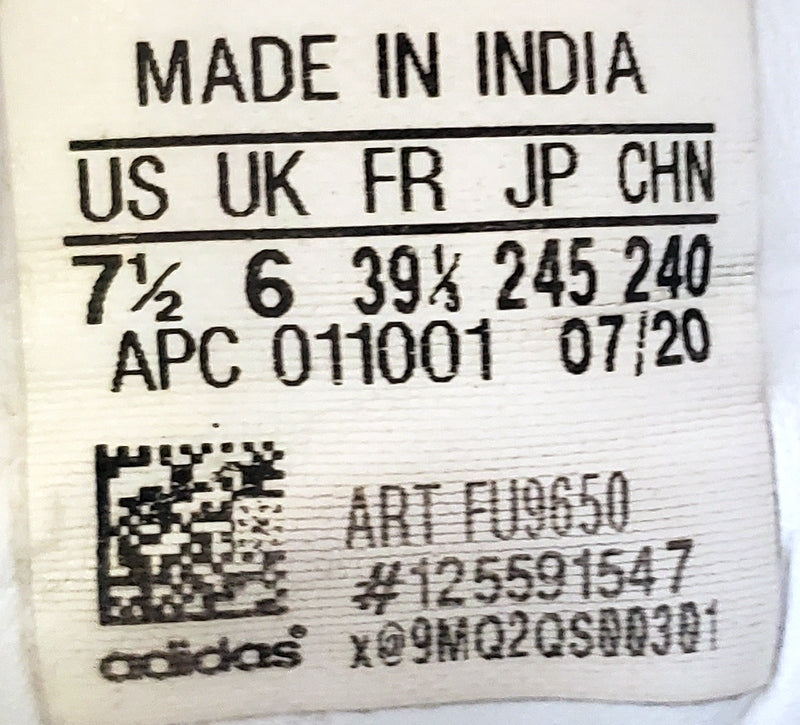 MADE IN INDIA
US UK FR JP CHN
7½ 6 39⅓ 245 240
APC 011001 07/20
ART FU9650
#125591547
x@9MQ2QS00301
adidas®